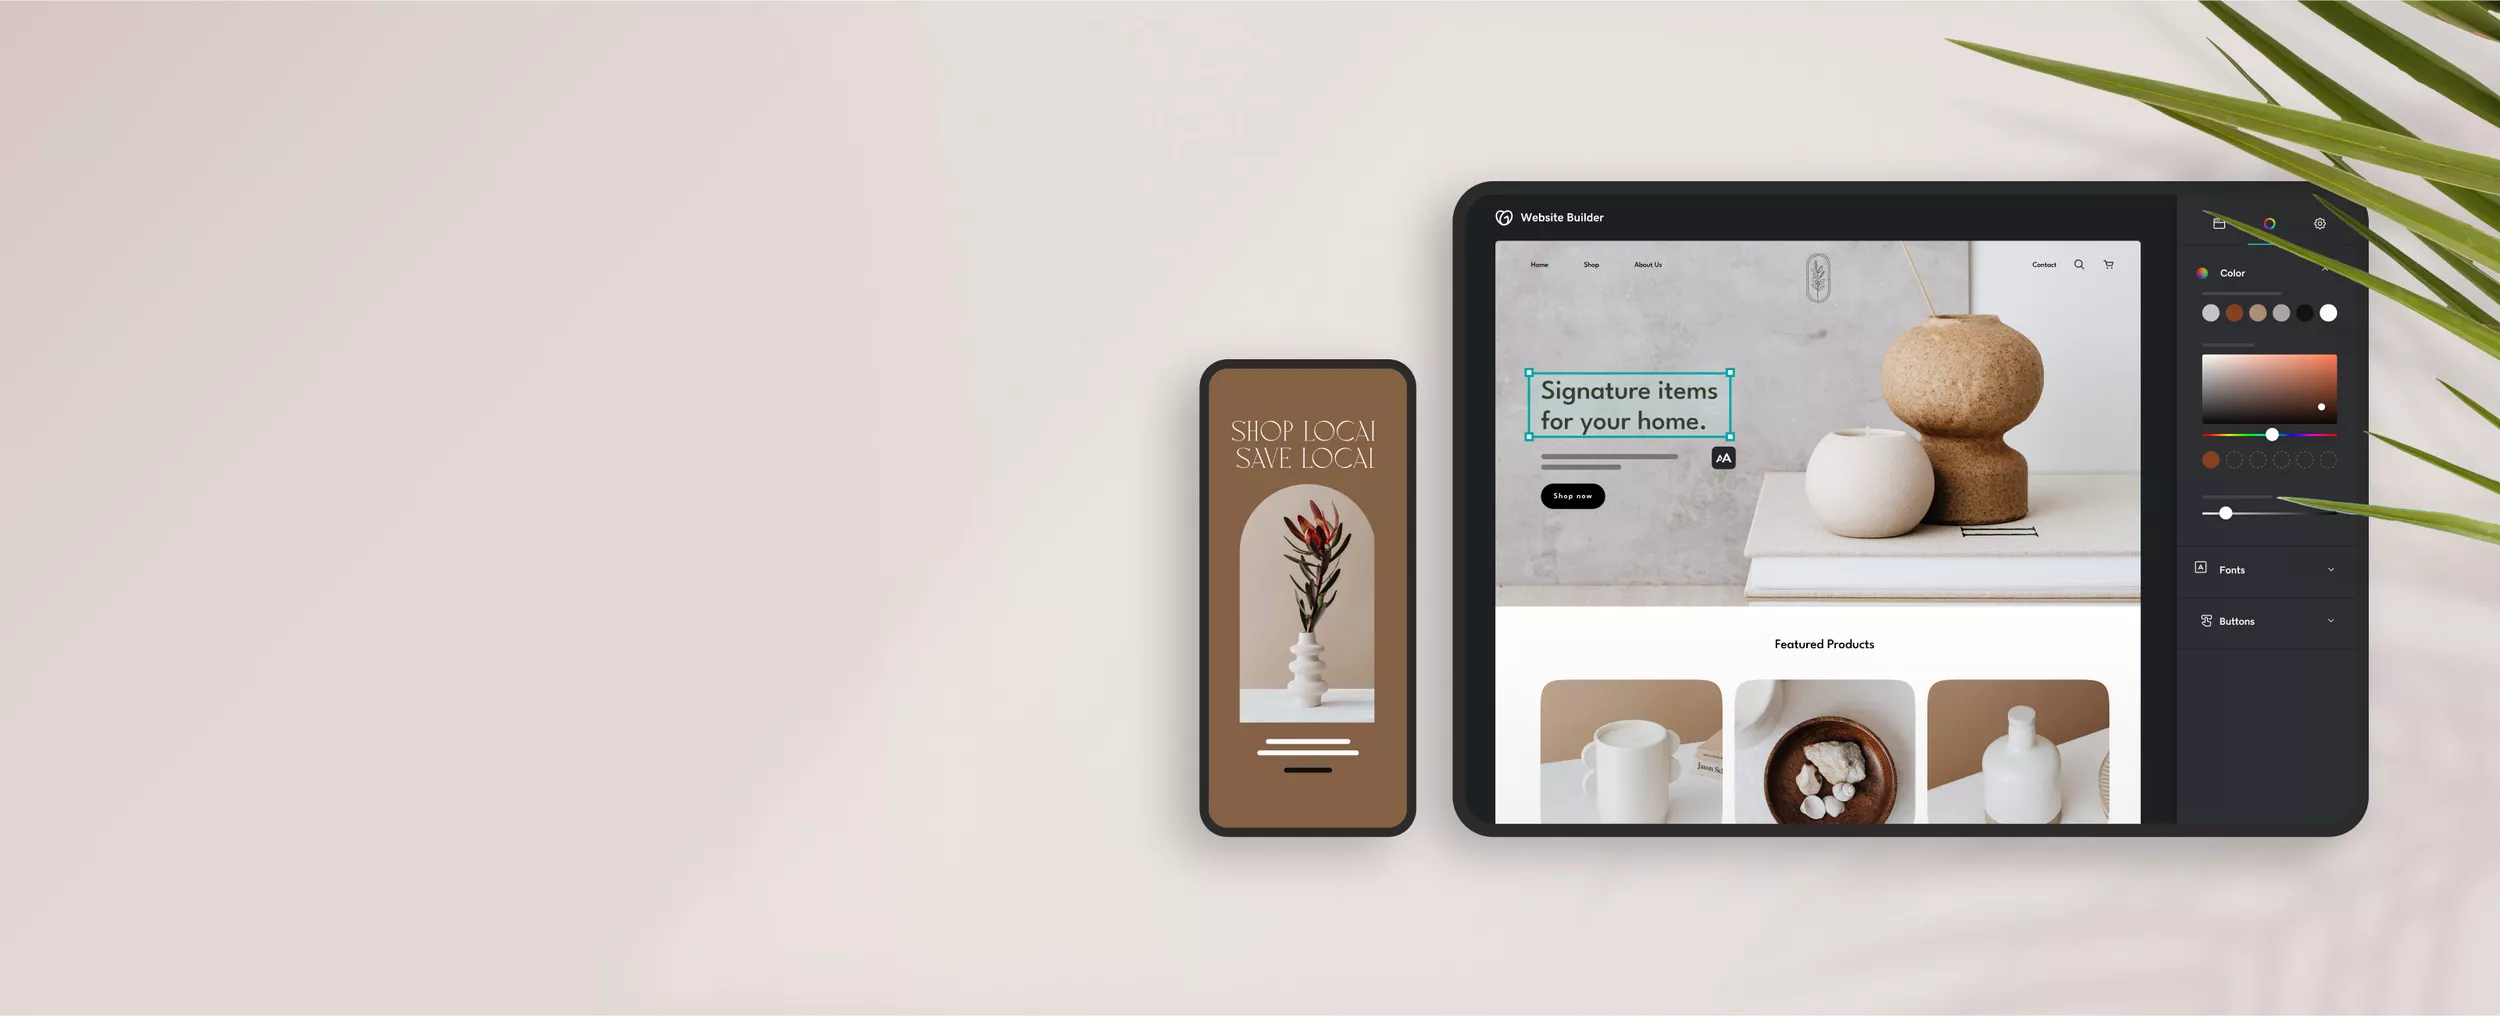 SHOP LOCAL
SAVE LOCAL
Website Builder
Home Shop About Us
Contact
Signature items
for your home.
AA
Shop now
Featured Products
Color
Fonts
A
Buttons